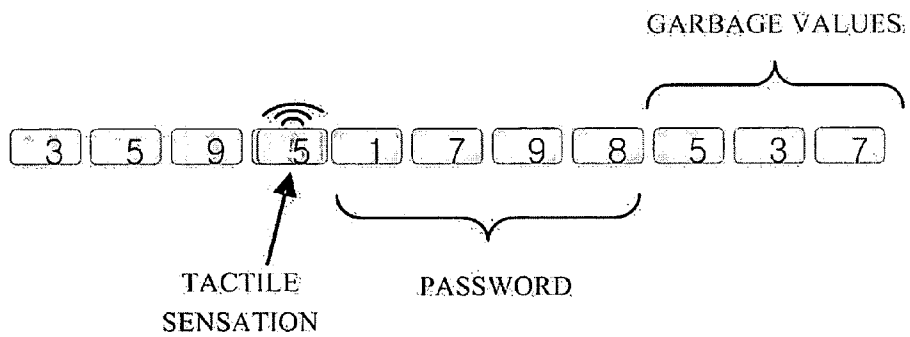 GARBAGE VALUES
3 5 9 5 1 7 9 8 5 3 7
TACTILE
SENSATION
PASSWORD